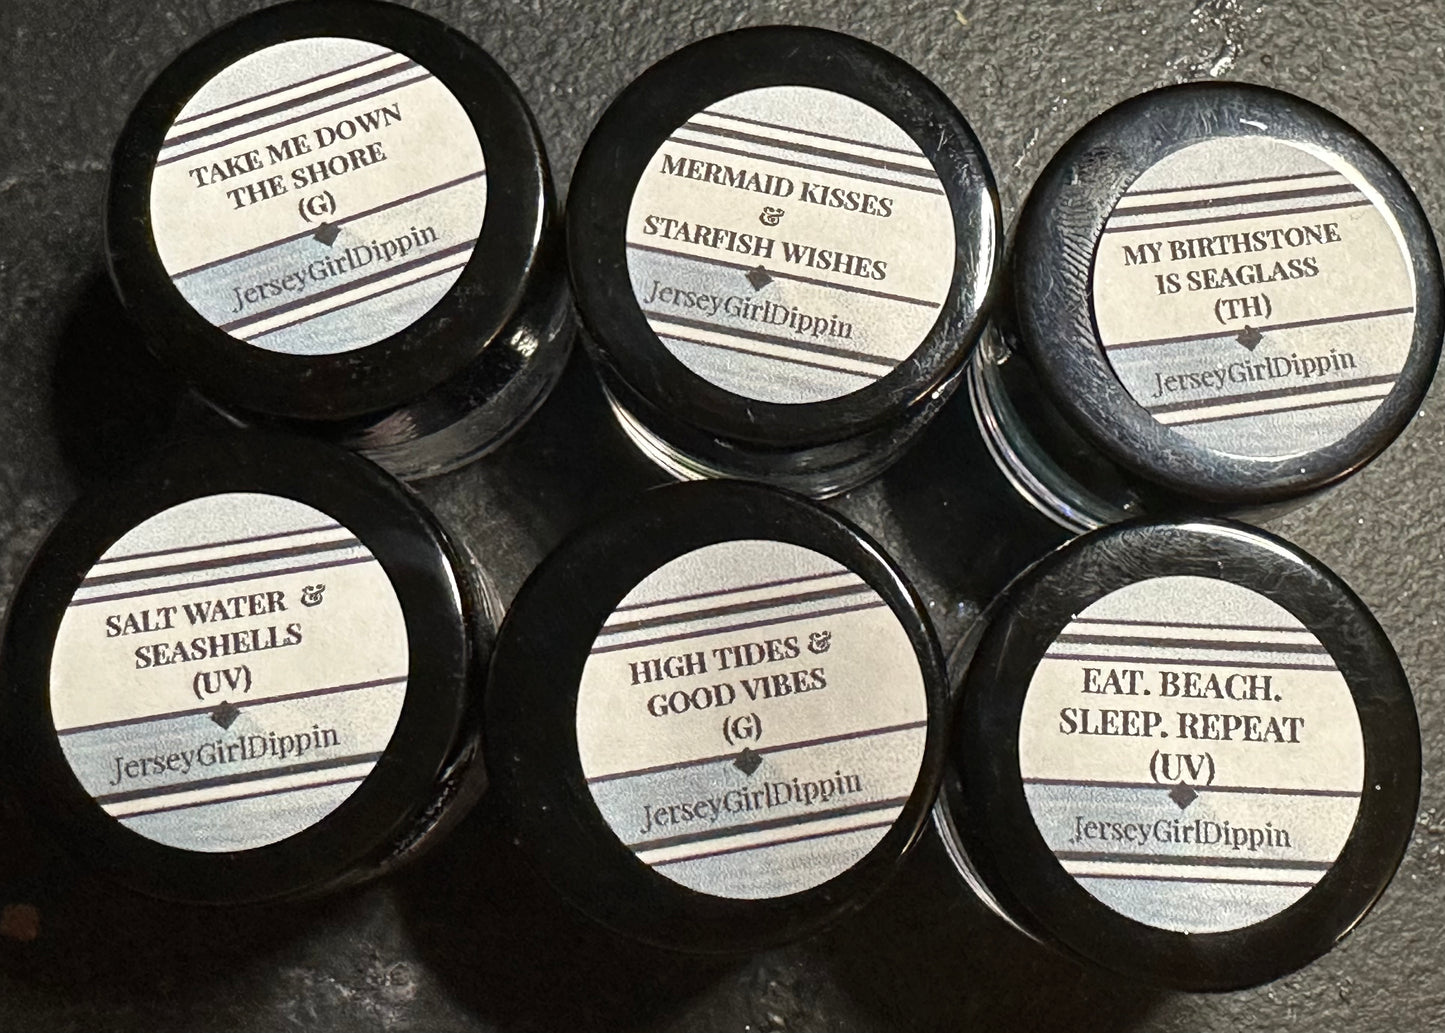 TAKE ME DOWN
THE SHORE
(G)
JerseyGirlDippin
MERMAID KISSES
&
STARFISH WISHES
JerseyGirlDippin
MY BIRTHSTONE
IS SEAGLASS
(TH)
JerseyGirlDippin
SALT WATER &
SEASHELLS
(UV)
JerseyGirlDippin
HIGH TIDES &
GOOD VIBES
(G)
JerseyGirlDippin
EAT. BEACH.
SLEEP. REPEAT
(UV)
JerseyGirlDippin